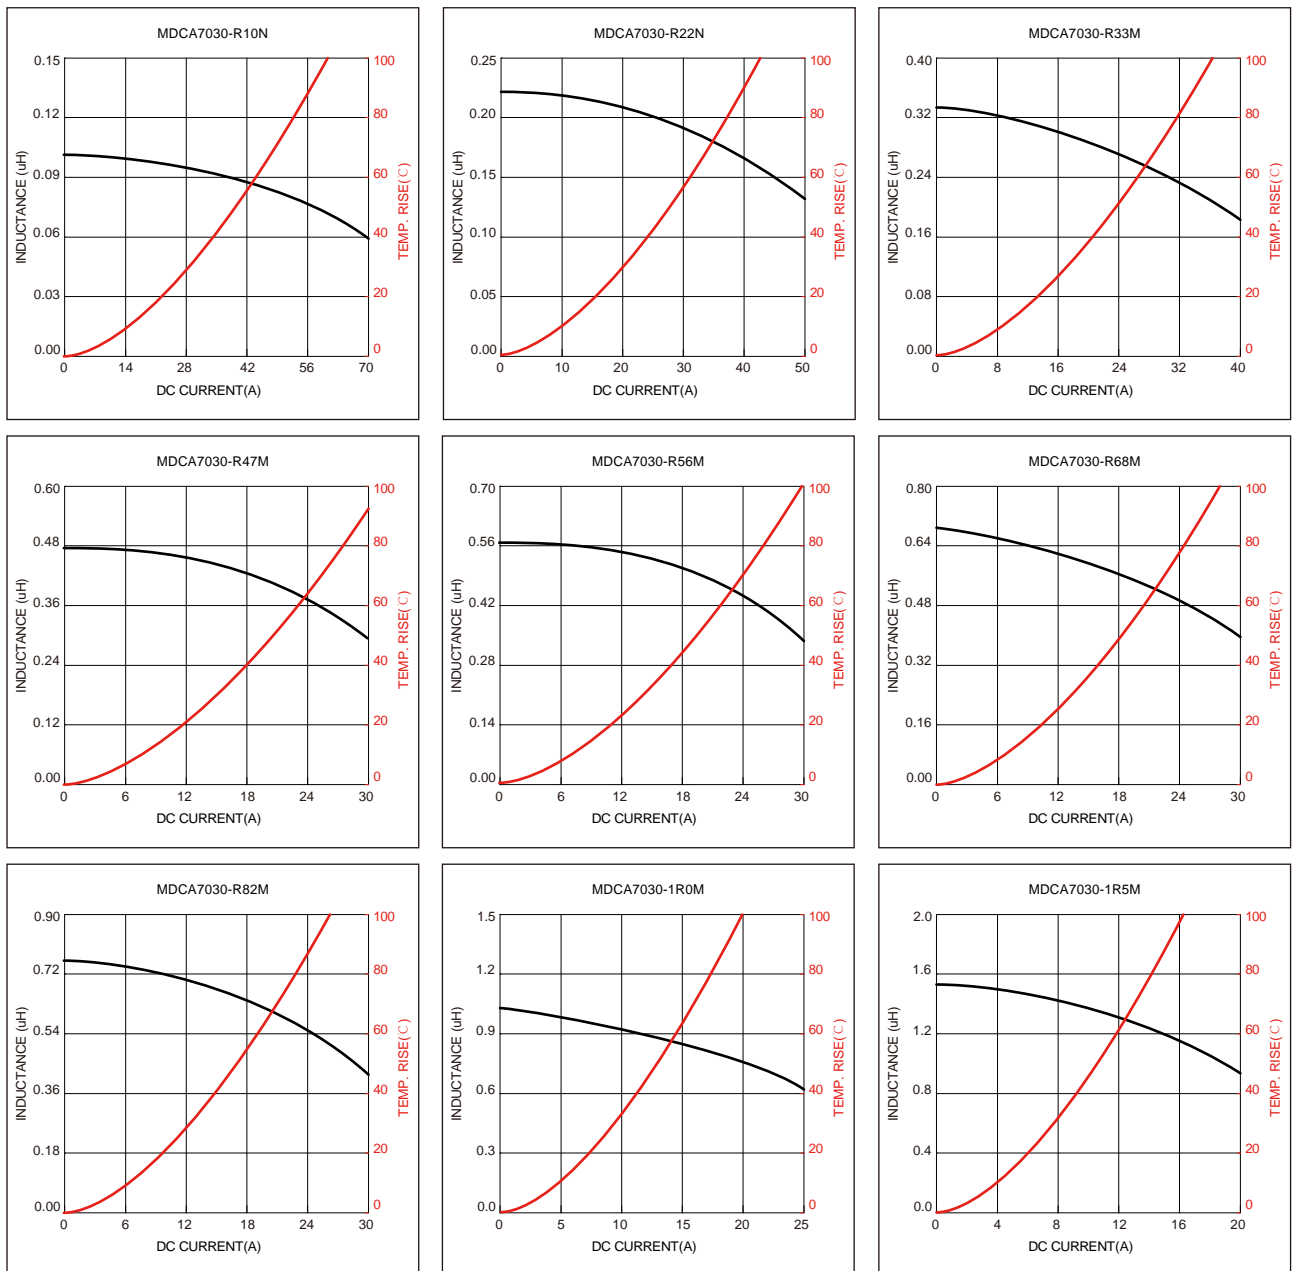 MDCA7030-R10N
0.15
0.12
0.09
0.06
0.03
0.00
100
80
60
40
20
0
0 14 28 42 56 70
INDUCTANCE (uH)
TEMP. RISE(℃)
DC CURRENT(A)
MDCA7030-R22N
0.25
0.20
0.15
0.10
0.05
0.00
100
80
60
40
20
0
0 10 20 30 40 50
INDUCTANCE (uH)
TEMP. RISE(℃)
DC CURRENT(A)
MDCA7030-R33M
0.40
0.32
0.24
0.16
0.08
0.00
100
80
60
40
20
0
0 8 16 24 32 40
INDUCTANCE (uH)
TEMP. RISE(℃)
DC CURRENT(A)
MDCA7030-R47M
0.60
0.48
0.36
0.24
0.12
0.00
100
80
60
40
20
0
0 6 12 18 24 30
INDUCTANCE (uH)
TEMP. RISE(℃)
DC CURRENT(A)
MDCA7030-R56M
0.70
0.56
0.42
0.28
0.14
0.00
100
80
60
40
20
0
0 6 12 18 24 30
INDUCTANCE (uH)
TEMP. RISE(℃)
DC CURRENT(A)
MDCA7030-R68M
0.80
0.64
0.48
0.32
0.16
0.00
100
80
60
40
20
0
0 6 12 18 24 30
INDUCTANCE (uH)
TEMP. RISE(℃)
DC CURRENT(A)
MDCA7030-R82M
0.90
0.72
0.54
0.36
0.18
0.00
100
80
60
40
20
0
0 6 12 18 24 30
INDUCTANCE (uH)
TEMP. RISE(℃)
DC CURRENT(A)
MDCA7030-1R0M
1.5
1.2
0.9
0.6
0.3
0.0
100
80
60
40
20
0
0 5 10 15 20 25
INDUCTANCE (uH)
TEMP. RISE(℃)
DC CURRENT(A)
MDCA7030-1R5M
2.0
1.6
1.2
0.8
0.4
0.0
100
80
60
40
20
0
0 4 8 12 16 20
INDUCTANCE (uH)
TEMP. RISE(℃)
DC CURRENT(A)